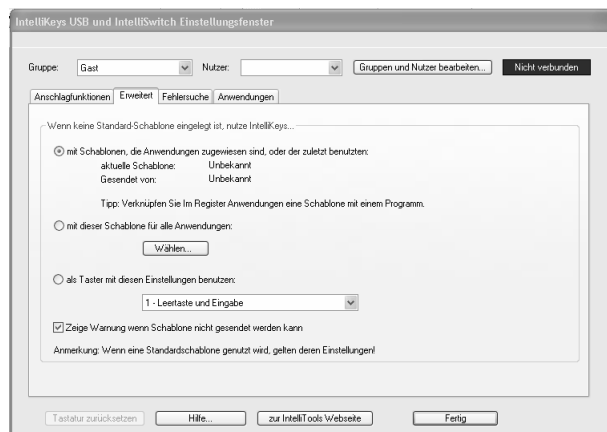 IntelliKeys USB und IntelliSwitch Einstellungsfenster
Gruppe: Gast Nutzer: Gruppen und Nutzer bearbeiten... Nicht verbunden
Anschlagfunktionen Erweitert Fehlersuche Anwendungen
Wenn keine Standard-Schablone eingelegt ist, nutze IntelliKeys...
mit Schablonen, die Anwendungen zugewiesen sind, oder der zuletzt benutzten:
aktuelle Schablone: Unbekannt
Gesendet von: Unbekannt
Tipp: Verknüpfen Sie Im Register Anwendungen eine Schablone mit einem Programm.
mit dieser Schablone für alle Anwendungen:
Wählen...
als Taster mit diesen Einstellungen benutzen:
1 - Leertaste und Eingabe
Zeige Warnung wenn Schablone nicht gesendet werden kann
Anmerkung: Wenn eine Standardschablone genutzt wird, gelten deren Einstellungen!
Tastatur zurücksetzen Hilfe... zur IntelliTools Webseite Fertig